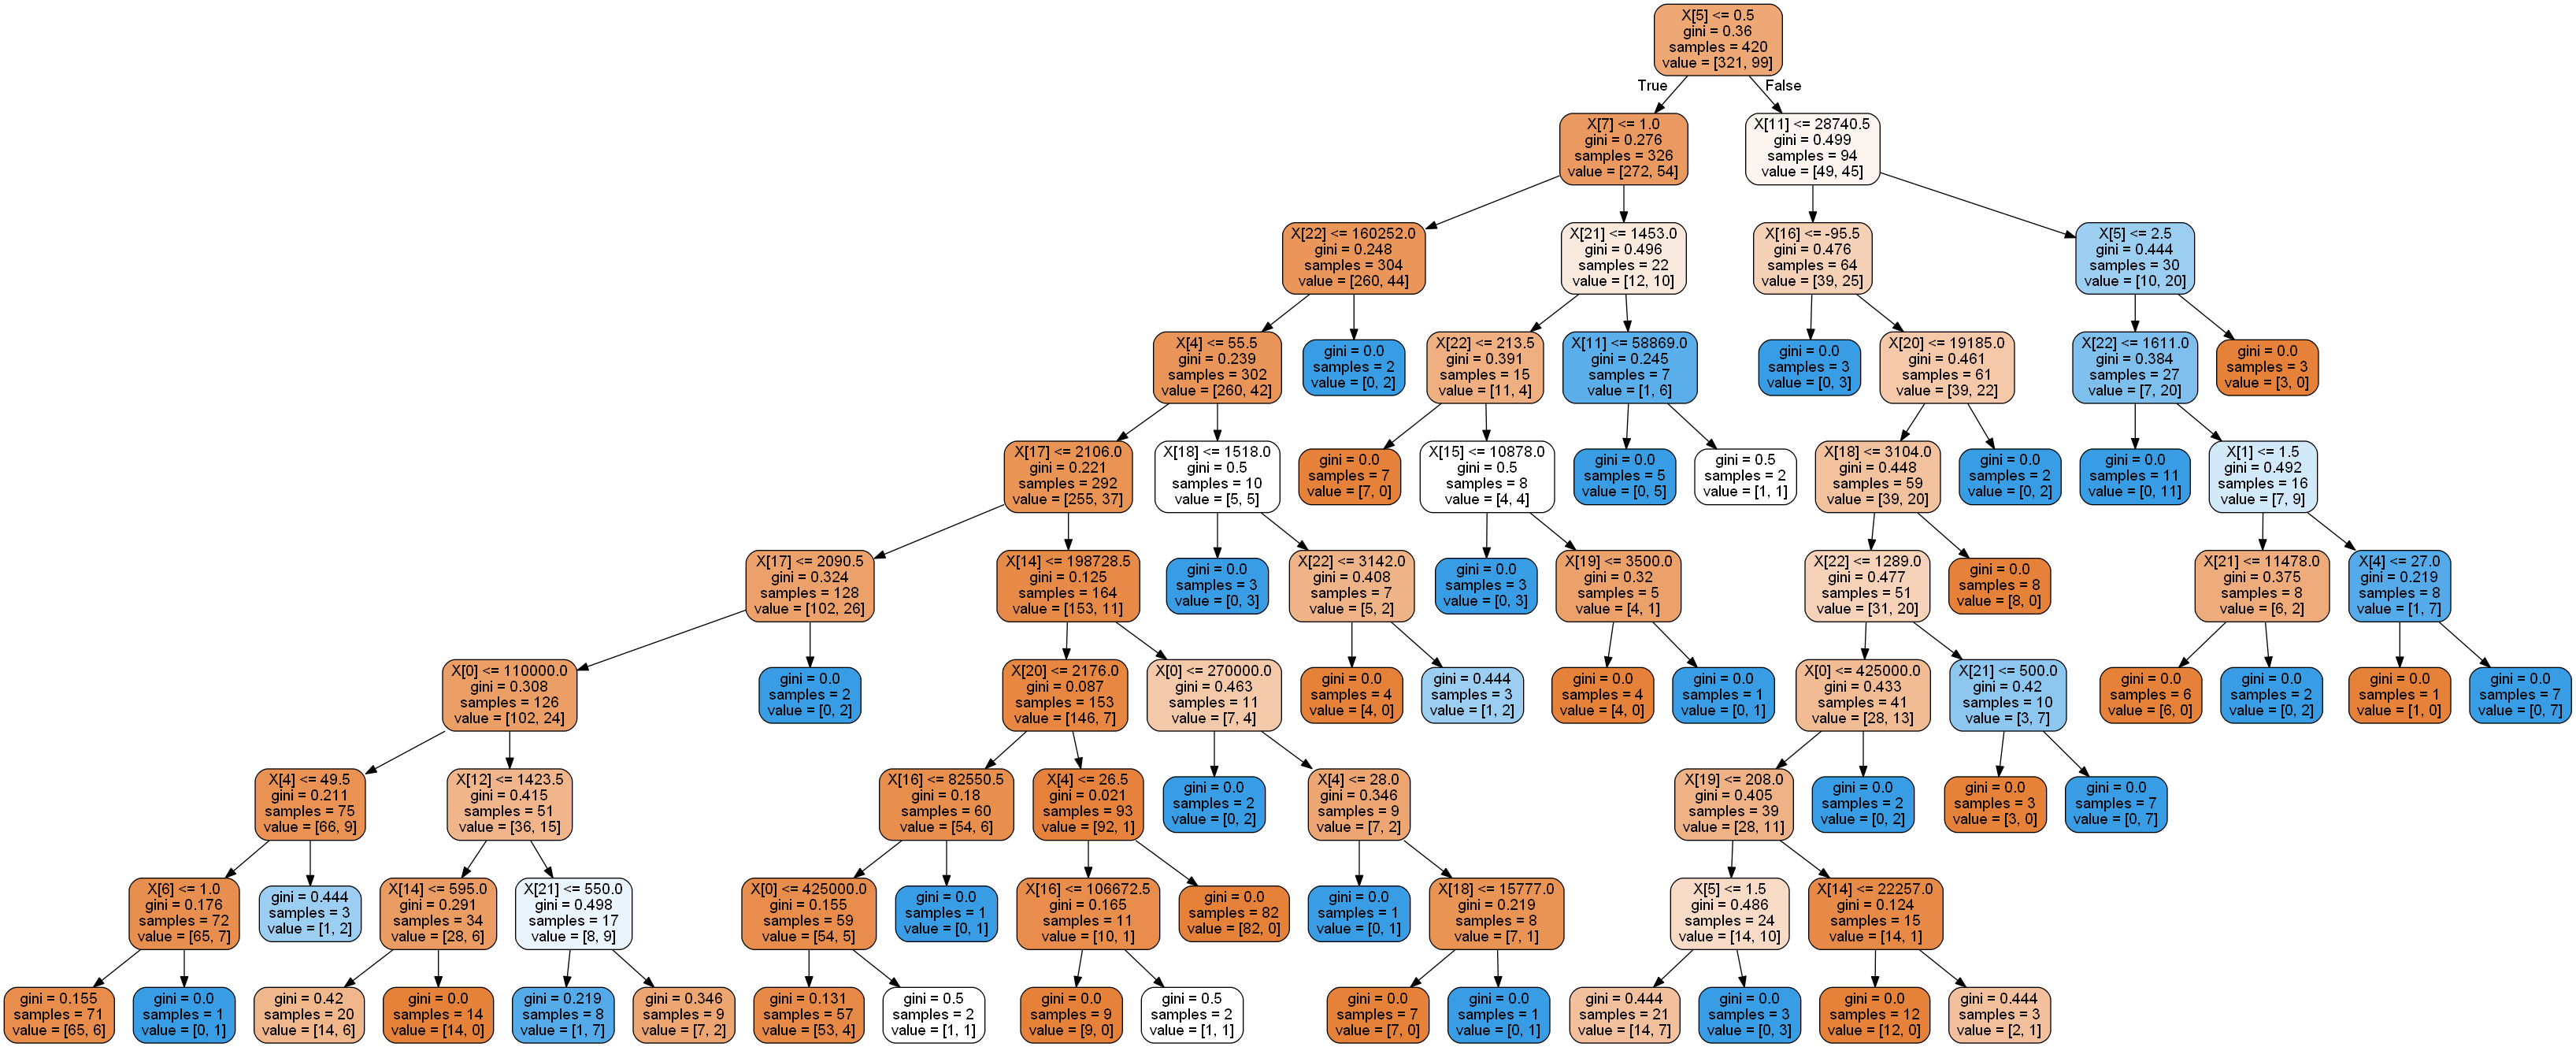 X[5] <= 0.5
gini = 0.36
samples = 420
value = [321, 99]
True
False
X[7] <= 1.0
gini = 0.276
samples = 326
value = [272, 54]
X[11] <= 28740.5
gini = 0.499
samples = 94
value = [49, 45]
X[22] <= 160252.0
gini = 0.248
samples = 304
value = [260, 44]
X[21] <= 1453.0
gini = 0.496
samples = 22
value = [12, 10]
X[16] <= -95.5
gini = 0.476
samples = 64
value = [39, 25]
X[5] <= 2.5
gini = 0.444
samples = 30
value = [10, 20]
X[4] <= 55.5
gini = 0.239
samples = 302
value = [260, 42]
gini = 0.0
samples = 2
value = [0, 2]
X[22] <= 213.5
gini = 0.391
samples = 15
value = [11, 4]
X[11] <= 58869.0
gini = 0.245
samples = 7
value = [1, 6]
gini = 0.0
samples = 3
value = [0, 3]
X[20] <= 19185.0
gini = 0.461
samples = 61
value = [39, 22]
X[22] <= 1611.0
gini = 0.384
samples = 27
value = [7, 20]
gini = 0.0
samples = 3
value = [3, 0]
X[17] <= 2106.0
gini = 0.221
samples = 292
value = [255, 37]
X[18] <= 1518.0
gini = 0.5
samples = 10
value = [5, 5]
gini = 0.0
samples = 7
value = [7, 0]
X[15] <= 10878.0
gini = 0.5
samples = 8
value = [4, 4]
gini = 0.0
samples = 5
value = [0, 5]
gini = 0.5
samples = 2
value = [1, 1]
X[18] <= 3104.0
gini = 0.448
samples = 59
value = [39, 20]
gini = 0.0
samples = 2
value = [0, 2]
gini = 0.0
samples = 11
value = [0, 11]
X[1] <= 1.5
gini = 0.492
samples = 16
value = [7, 9]
X[17] <= 2090.5
gini = 0.324
samples = 128
value = [102, 26]
X[14] <= 198728.5
gini = 0.125
samples = 164
value = [153, 11]
gini = 0.0
samples = 3
value = [0, 3]
X[22] <= 3142.0
gini = 0.408
samples = 7
value = [5, 2]
gini = 0.0
samples = 3
value = [0, 3]
X[19] <= 3500.0
gini = 0.32
samples = 5
value = [4, 1]
X[22] <= 1289.0
gini = 0.477
samples = 51
value = [31, 20]
gini = 0.0
samples = 8
value = [8, 0]
X[21] <= 11478.0
gini = 0.375
samples = 8
value = [6, 2]
X[4] <= 27.0
gini = 0.219
samples = 8
value = [1, 7]
X[0] <= 110000.0
gini = 0.308
samples = 126
value = [102, 24]
gini = 0.0
samples = 2
value = [0, 2]
X[20] <= 2176.0
gini = 0.087
samples = 153
value = [146, 7]
X[0] <= 270000.0
gini = 0.463
samples = 11
value = [7, 4]
gini = 0.0
samples = 4
value = [4, 0]
gini = 0.444
samples = 3
value = [1, 2]
gini = 0.0
samples = 4
value = [4, 0]
gini = 0.0
samples = 1
value = [0, 1]
X[0] <= 425000.0
gini = 0.433
samples = 41
value = [28, 13]
X[21] <= 500.0
gini = 0.42
samples = 10
value = [3, 7]
gini = 0.0
samples = 6
value = [6, 0]
gini = 0.0
samples = 2
value = [0, 2]
gini = 0.0
samples = 1
value = [1, 0]
gini = 0.0
samples = 7
value = [0, 7]
X[4] <= 49.5
gini = 0.211
samples = 75
value = [66, 9]
X[12] <= 1423.5
gini = 0.415
samples = 51
value = [36, 15]
X[16] <= 82550.5
gini = 0.18
samples = 60
value = [54, 6]
X[4] <= 26.5
gini = 0.021
samples = 93
value = [92, 1]
gini = 0.0
samples = 2
value = [0, 2]
X[4] <= 28.0
gini = 0.346
samples = 9
value = [7, 2]
X[19] <= 208.0
gini = 0.405
samples = 39
value = [28, 11]
gini = 0.0
samples = 2
value = [0, 2]
gini = 0.0
samples = 3
value = [3, 0]
gini = 0.0
samples = 7
value = [0, 7]
X[6] <= 1.0
gini = 0.176
samples = 72
value = [65, 7]
gini = 0.444
samples = 3
value = [1, 2]
X[14] <= 595.0
gini = 0.291
samples = 34
value = [28, 6]
X[21] <= 550.0
gini = 0.498
samples = 17
value = [8, 9]
X[0] <= 425000.0
gini = 0.155
samples = 59
value = [54, 5]
gini = 0.0
samples = 1
value = [0, 1]
X[16] <= 106672.5
gini = 0.165
samples = 11
value = [10, 1]
gini = 0.0
samples = 82
value = [82, 0]
gini = 0.0
samples = 1
value = [0, 1]
X[18] <= 15777.0
gini = 0.219
samples = 8
value = [7, 1]
X[5] <= 1.5
gini = 0.486
samples = 24
value = [14, 10]
X[14] <= 22257.0
gini = 0.124
samples = 15
value = [14, 1]
gini = 0.155
samples = 71
value = [65, 6]
gini = 0.0
samples = 1
value = [0, 1]
gini = 0.42
samples = 20
value = [14, 6]
gini = 0.0
samples = 14
value = [14, 0]
gini = 0.219
samples = 8
value = [1, 7]
gini = 0.346
samples = 9
value = [7, 2]
gini = 0.131
samples = 57
value = [53, 4]
gini = 0.5
samples = 2
value = [1, 1]
gini = 0.0
samples = 9
value = [9, 0]
gini = 0.5
samples = 2
value = [1, 1]
gini = 0.0
samples = 7
value = [7, 0]
gini = 0.0
samples = 1
value = [0, 1]
gini = 0.444
samples = 21
value = [14, 7]
gini = 0.0
samples = 3
value = [0, 3]
gini = 0.0
samples = 12
value = [12, 0]
gini = 0.444
samples = 3
value = [2, 1]